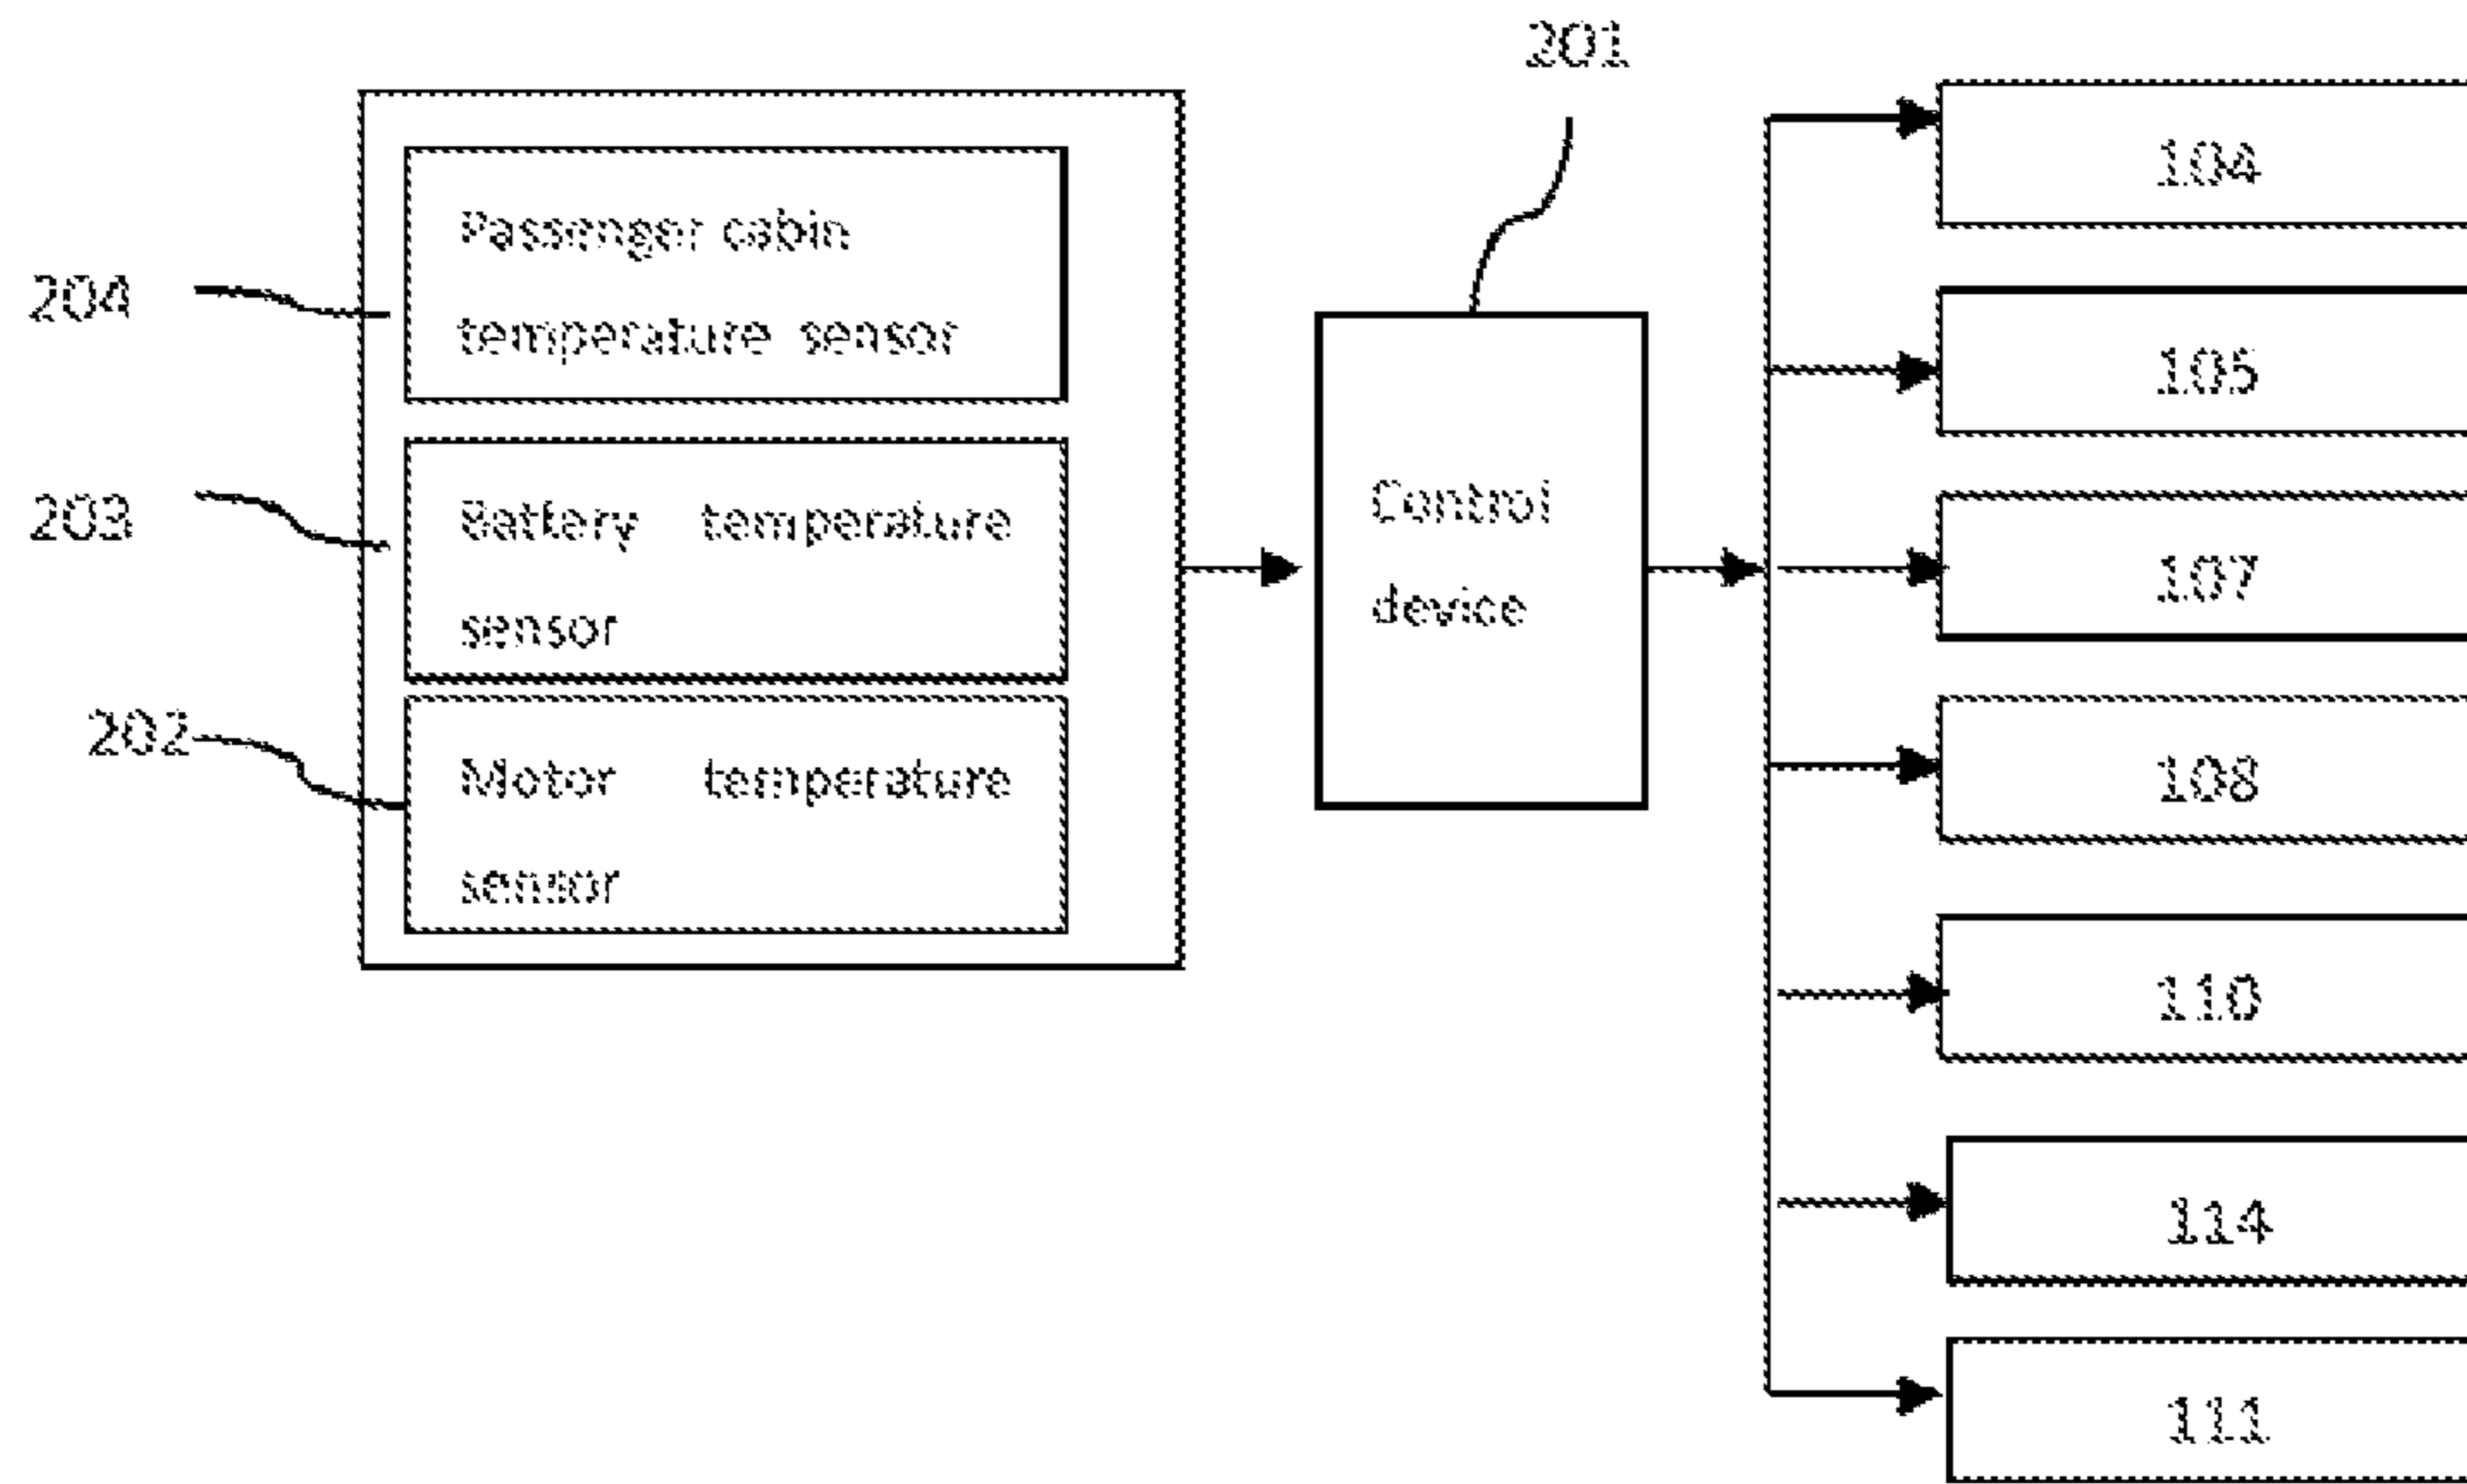 201
204
Passenger cabin
temperature sensor
203
Battery temperature
sensor
202
Motor temperature
sensor
Control
device
104
105
107
108
110
114
111